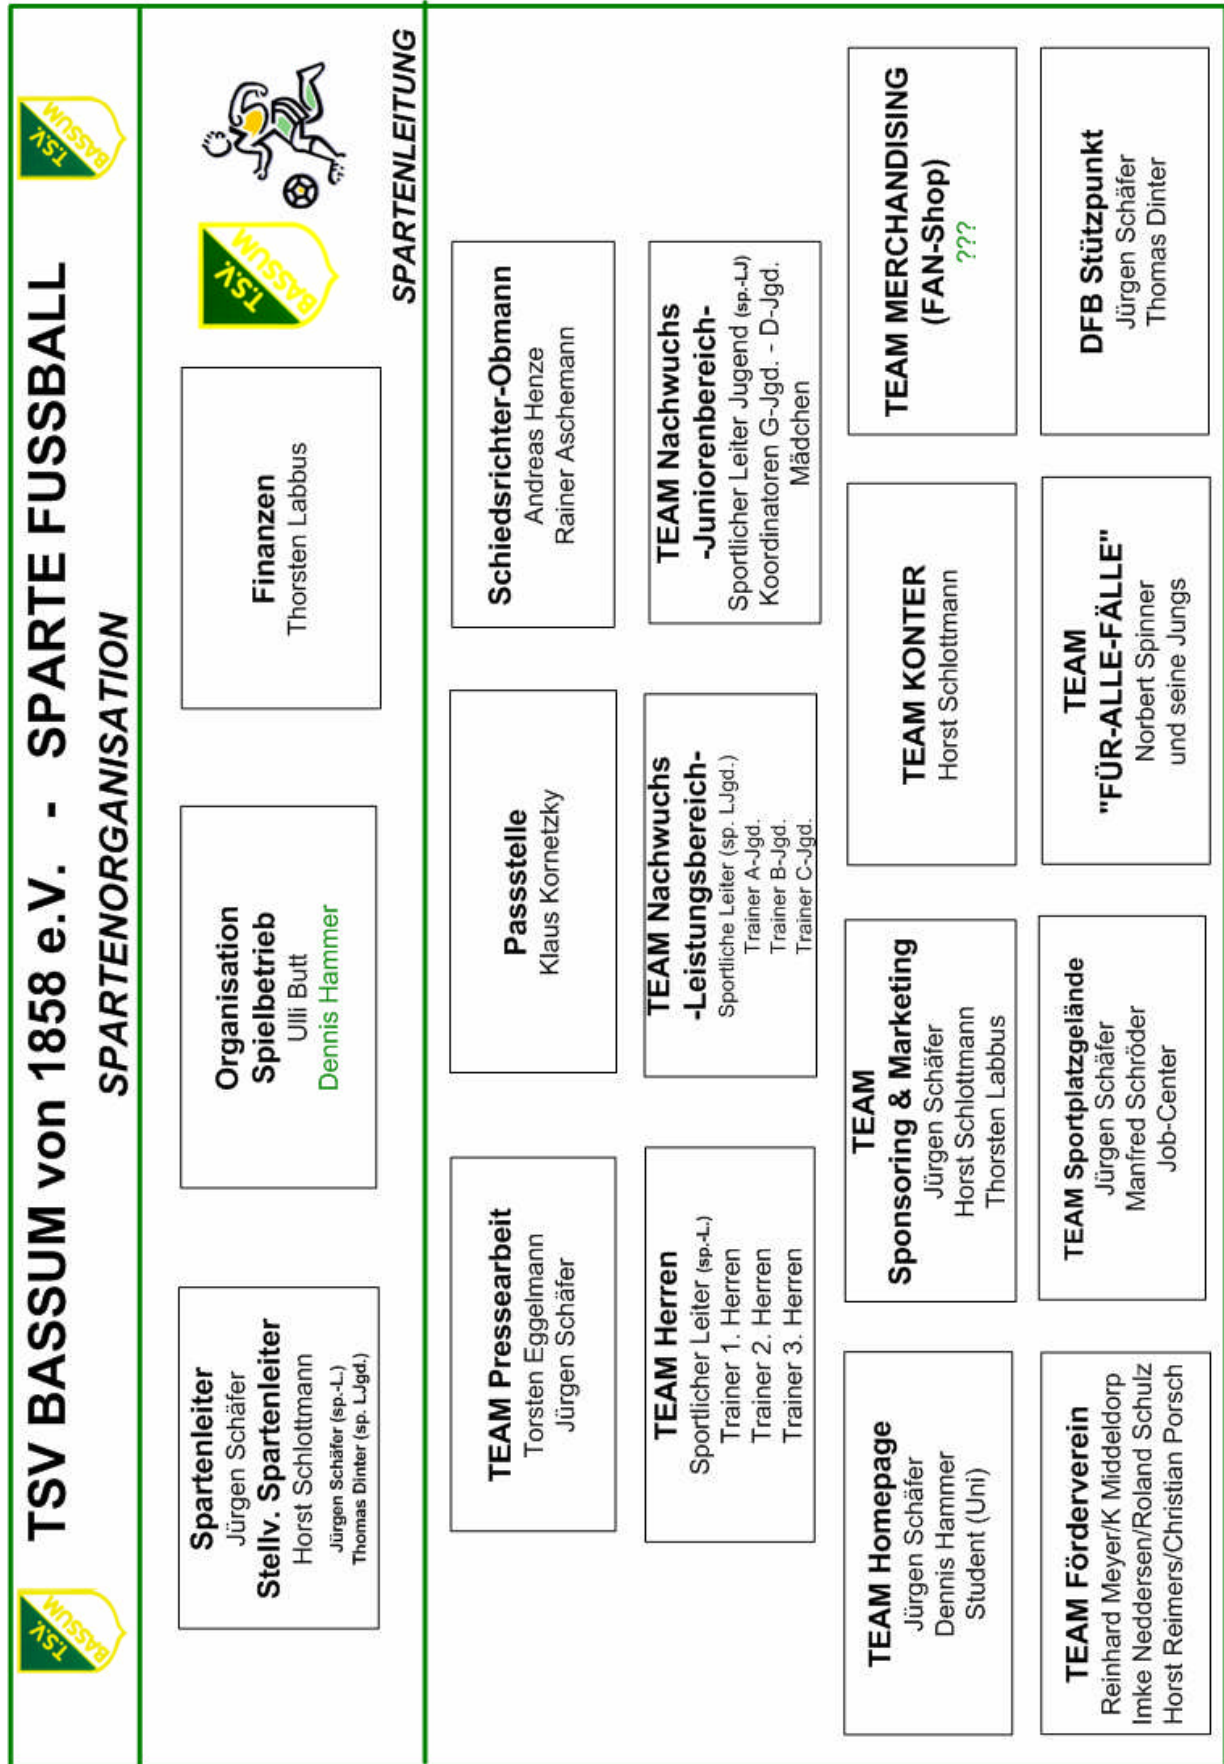 TSV BASSUM von 1858 e.V. - SPARTE FUSSBALL
SPARTENORGANISATION
T.S.V.
BASSUM
T.S.V.
BASSUM
Spartenleiter
Jürgen Schäfer
Stellv. Spartenleiter
Horst Schlottmann
Jürgen Schäfer (sp.-L.)
Thomas Dinter (sp. LJgd.)
Organisation
Spielbetrieb
Ulli Butt
Dennis Hammer
Finanzen
Thorsten Labbus
T.S.V.
BASSUM
SPARTENLEITUNG
TEAM Pressearbeit
Torsten Eggelmann
Jürgen Schäfer
Passstelle
Klaus Kornetzky
Schiedsrichter-Obmann
Andreas Henze
Rainer Aschemann
TEAM Herren
Sportlicher Leiter (sp.-L.)
Trainer 1. Herren
Trainer 2. Herren
Trainer 3. Herren
TEAM Nachwuchs
-Leistungsbereich-
Sportliche Leiter (sp. LJgd.)
Trainer A-Jgd.
Trainer B-Jgd.
Trainer C-Jgd.
TEAM Nachwuchs
-Juniorenbereich-
Sportlicher Leiter Jugend (sp.-LJ)
Koordinatoren G-Jgd. - D-Jgd.
Mädchen
TEAM Homepage
Jürgen Schäfer
Dennis Hammer
Student (Uni)
TEAM
Sponsoring & Marketing
Jürgen Schäfer
Horst Schlottmann
Thorsten Labbus
TEAM KONTER
Horst Schlottmann
TEAM MERCHANDISING
(FAN-Shop)
???
TEAM Förderverein
Reinhard Meyer/K Middeldorp
Imke Neddersen/Roland Schulz
Horst Reimers/Christian Porsch
TEAM Sportplatzgelände
Jürgen Schäfer
Manfred Schröder
Job-Center
TEAM
"FÜR-ALLE-FÄLLE"
Norbert Spinner
und seine Jungs
DFB Stützpunkt
Jürgen Schäfer
Thomas Dinter